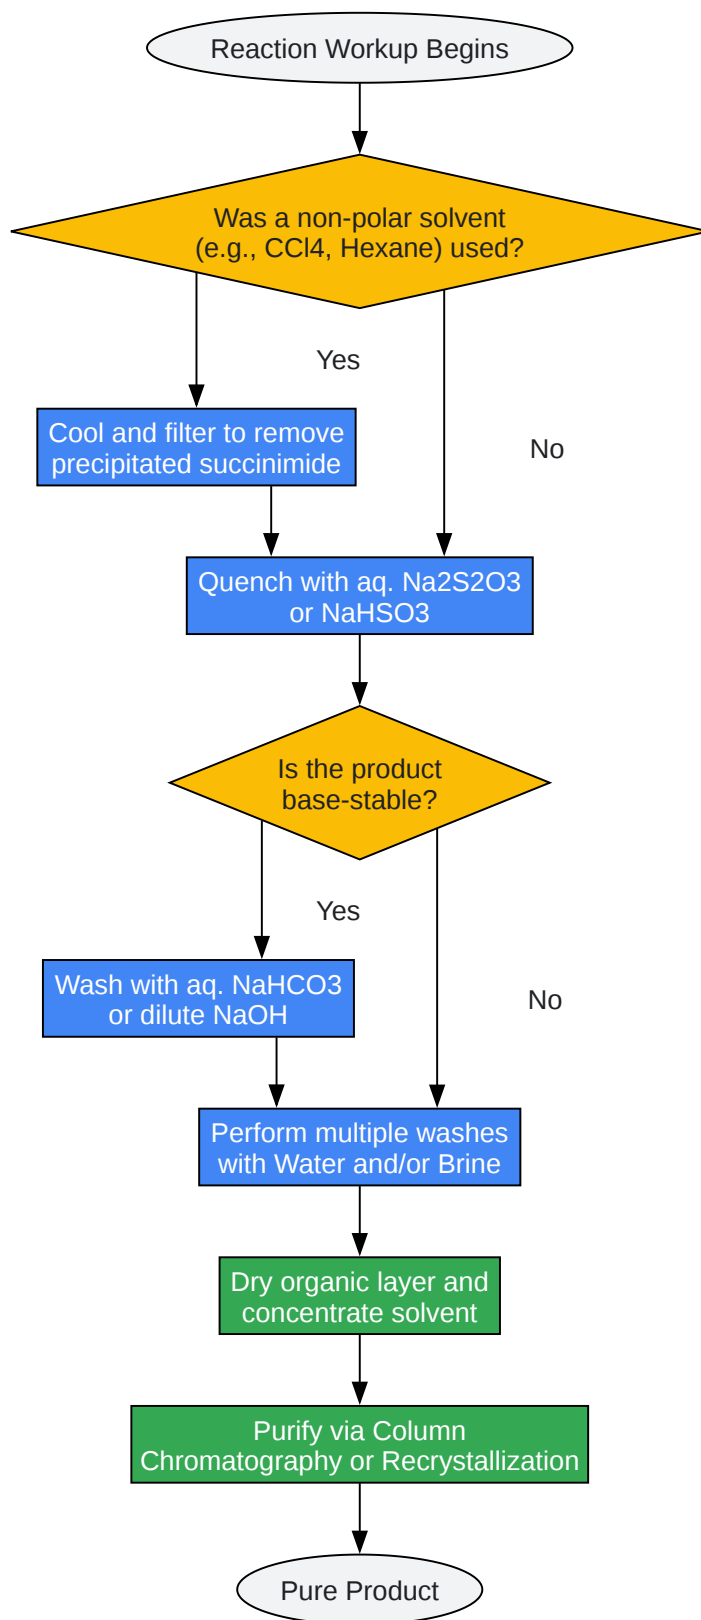 Reaction Workup Begins
Was a non-polar solvent
(e.g., CCl4, Hexane) used?
Yes
Cool and filter to remove
precipitated succinimide
No
Quench with aq. Na2S2O3
or NaHSO3
Is the product
base-stable?
Yes
Wash with aq. NaHCO3
or dilute NaOH
No
Perform multiple washes
with Water and/or Brine
Dry organic layer and
concentrate solvent
Purify via Column
Chromatography or Recrystallization
Pure Product